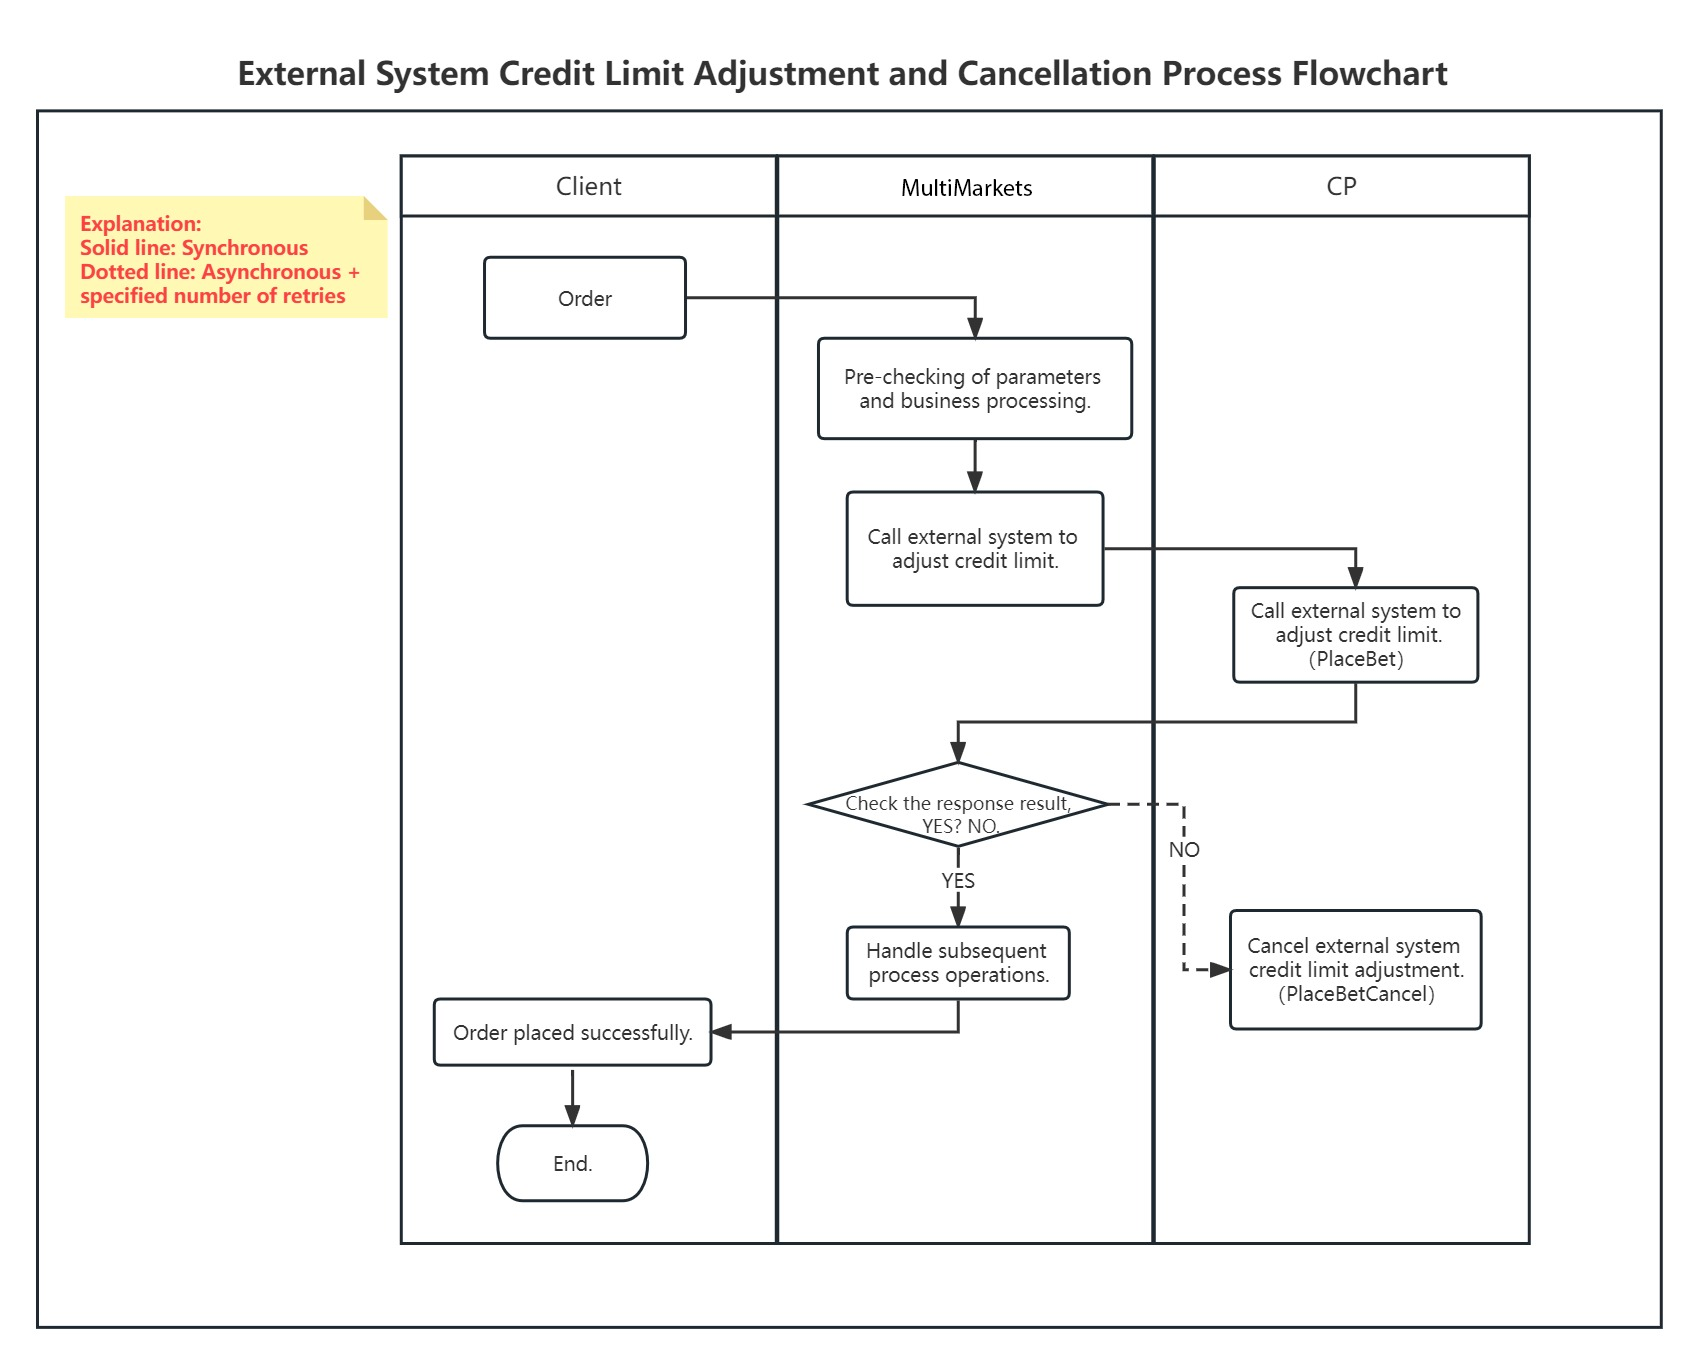 External System Credit Limit Adjustment and Cancellation Process Flowchart
Client
MultiMarkets
CP
Explanation:
Solid line: Synchronous
Dotted line: Asynchronous +
specified number of retries
Order
Pre-checking of parameters
and business processing.
Call external system to
adjust credit limit.
Call external system to
adjust credit limit.
(PlaceBet)
Check the response result,
YES? NO.
NO
YES
Handle subsequent
process operations.
Cancel external system
credit limit adjustment.
(PlaceBetCancel)
Order placed successfully.
End.